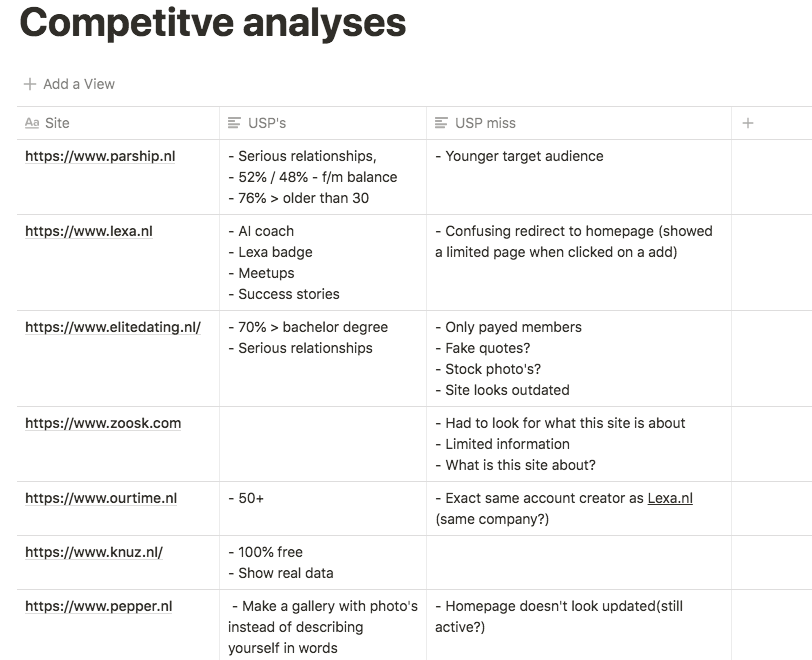 Competitve analyses
Add a View
Aa Site
USP's
USP miss
https://www.parship.nl
- Serious relationships,
- 52% / 48% - f/m balance
- 76% > older than 30
- Younger target audience
https://www.lexa.nl
- AI coach
- Lexa badge
- Meetups
- Success stories
- Confusing redirect to homepage (showed
a limited page when clicked on a add)
https://www.elitedating.nl/
- 70% > bachelor degree
- Serious relationships
- Only payed members
- Fake quotes?
- Stock photo's?
- Site looks outdated
https://www.zoosk.com
- Had to look for what this site is about
- Limited information
- What is this site about?
https://www.ourtime.nl
- 50+
- Exact same account creator as Lexa.nl
(same company?)
https://www.knuz.nl/
- 100% free
- Show real data
https://www.pepper.nl
- Make a gallery with photo's
instead of describing
yourself in words
- Homepage doesn't look updated(still
active?)